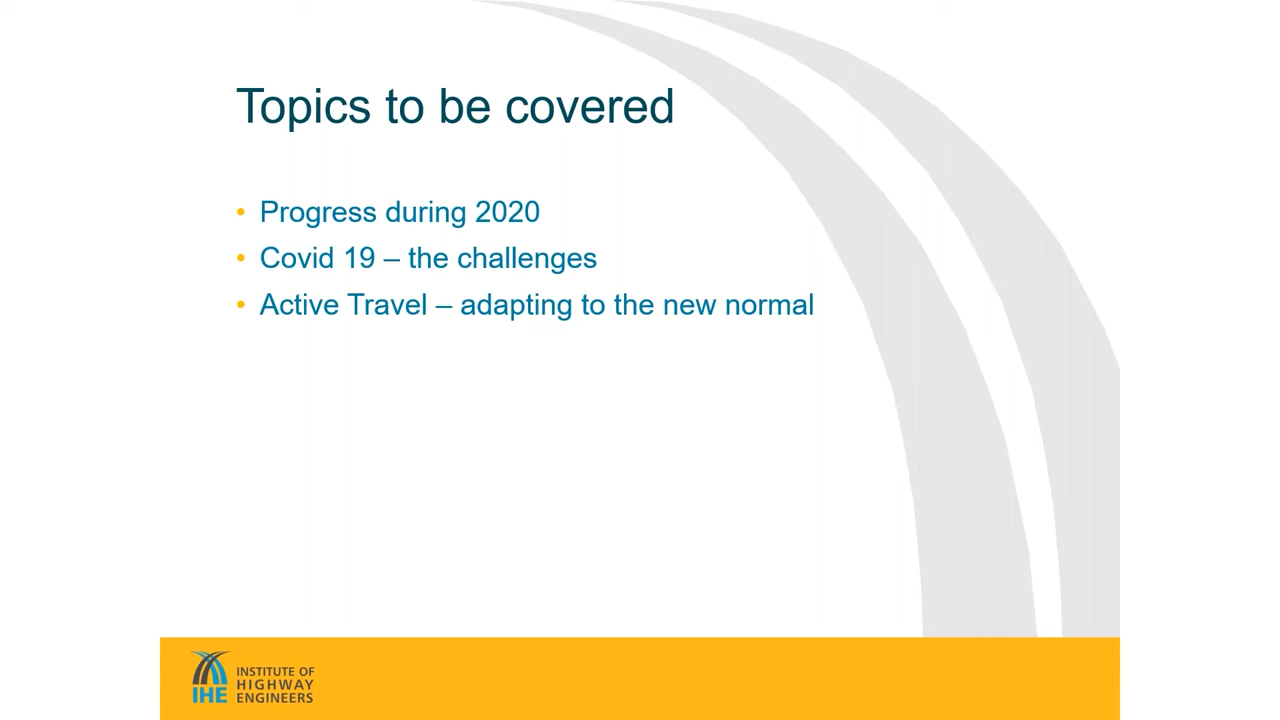 Topics to be covered
• Progress during 2020
• Covid 19 – the challenges
• Active Travel – adapting to the new normal
IHE
INSTITUTE OF
HIGHWAY
ENGINEERS